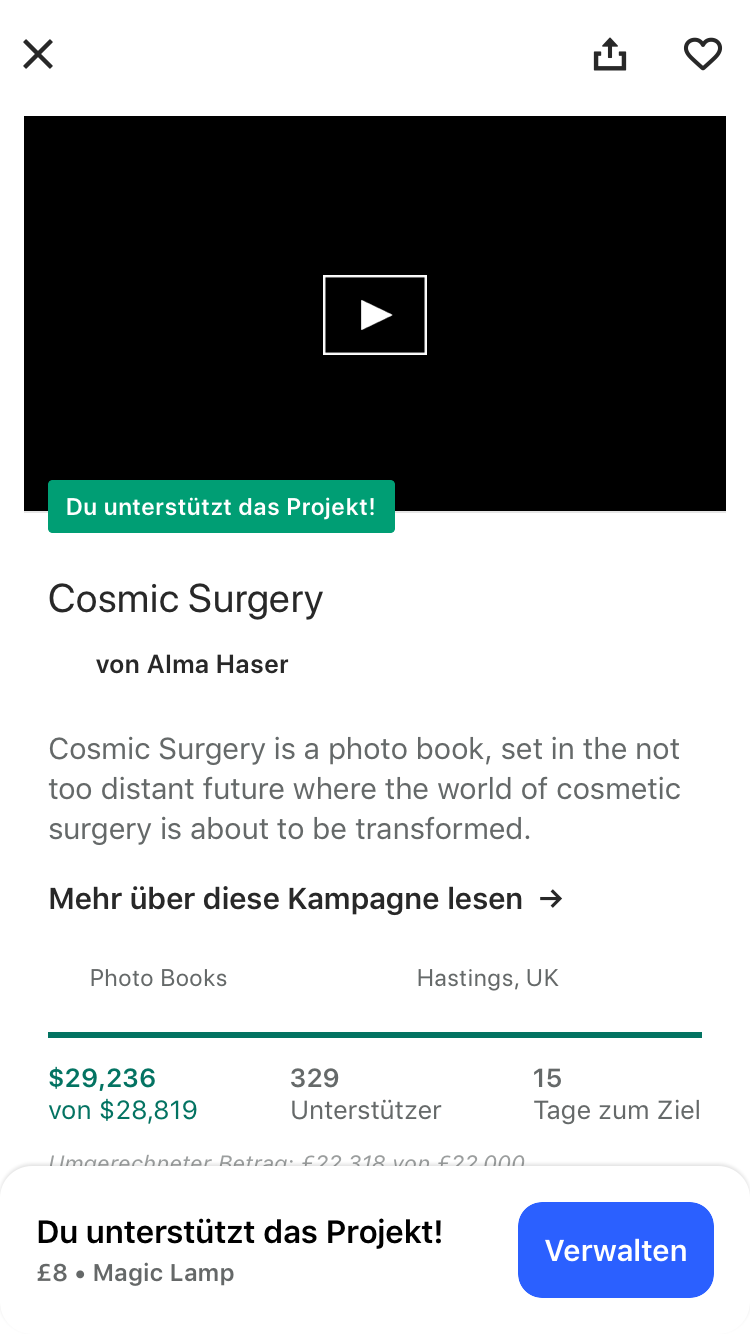 Du unterstützt das Projekt!
Cosmic Surgery
von Alma Haser
Cosmic Surgery is a photo book, set in the not
too distant future where the world of cosmetic
surgery is about to be transformed.
Mehr über diese Kampagne lesen →
Photo Books
Hastings, UK
$29,236
von $28,819
329
Unterstützer
15
Tage zum Ziel
Umgerechneter Betrag: £22,318 von £22,000
Du unterstützt das Projekt!
£8 • Magic Lamp
Verwalten